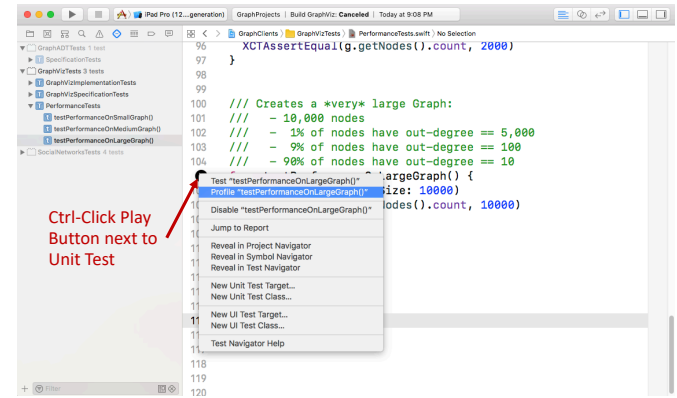 iPad Pro (12....generation)
GraphProjects | Build GraphViz: Canceled | Today at 9:08 PM
GraphClients
GraphVizTests
PerformanceTests.swift
No Selection
GraphADTTests 1 test
SpecificationTests
GraphVizTests 3 tests
GraphVizImplementationTests
GraphVizSpecificationTests
PerformanceTests
testPerformanceOnSmallGraph()
testPerformanceOnMediumGraph()
testPerformanceOnLargeGraph()
SocialNetworksTests 4 tests
Filter
96 XCTAssertEqual(g.getNodes().count, 2000)
97 }
98
99
100 /// Creates a *very* large Graph:
101 /// - 10,000 nodes
102 /// - 1% of nodes have out-degree == 5,000
103 /// - 9% of nodes have out-degree == 100
104 /// - 90% of nodes have out-degree == 10
LargeGraph() {
ize: 10000)
odes().count, 10000)
118
119
120
Test "testPerformanceOnLargeGraph()"
Profile "testPerformanceOnLargeGraph()"
Disable "testPerformanceOnLargeGraph()"
Jump to Report
Reveal in Project Navigator
Reveal in Symbol Navigator
Reveal in Test Navigator
New Unit Test Target...
New Unit Test Class...
New UI Test Target...
New UI Test Class...
Test Navigator Help
Ctrl-Click Play
Button next to
Unit Test